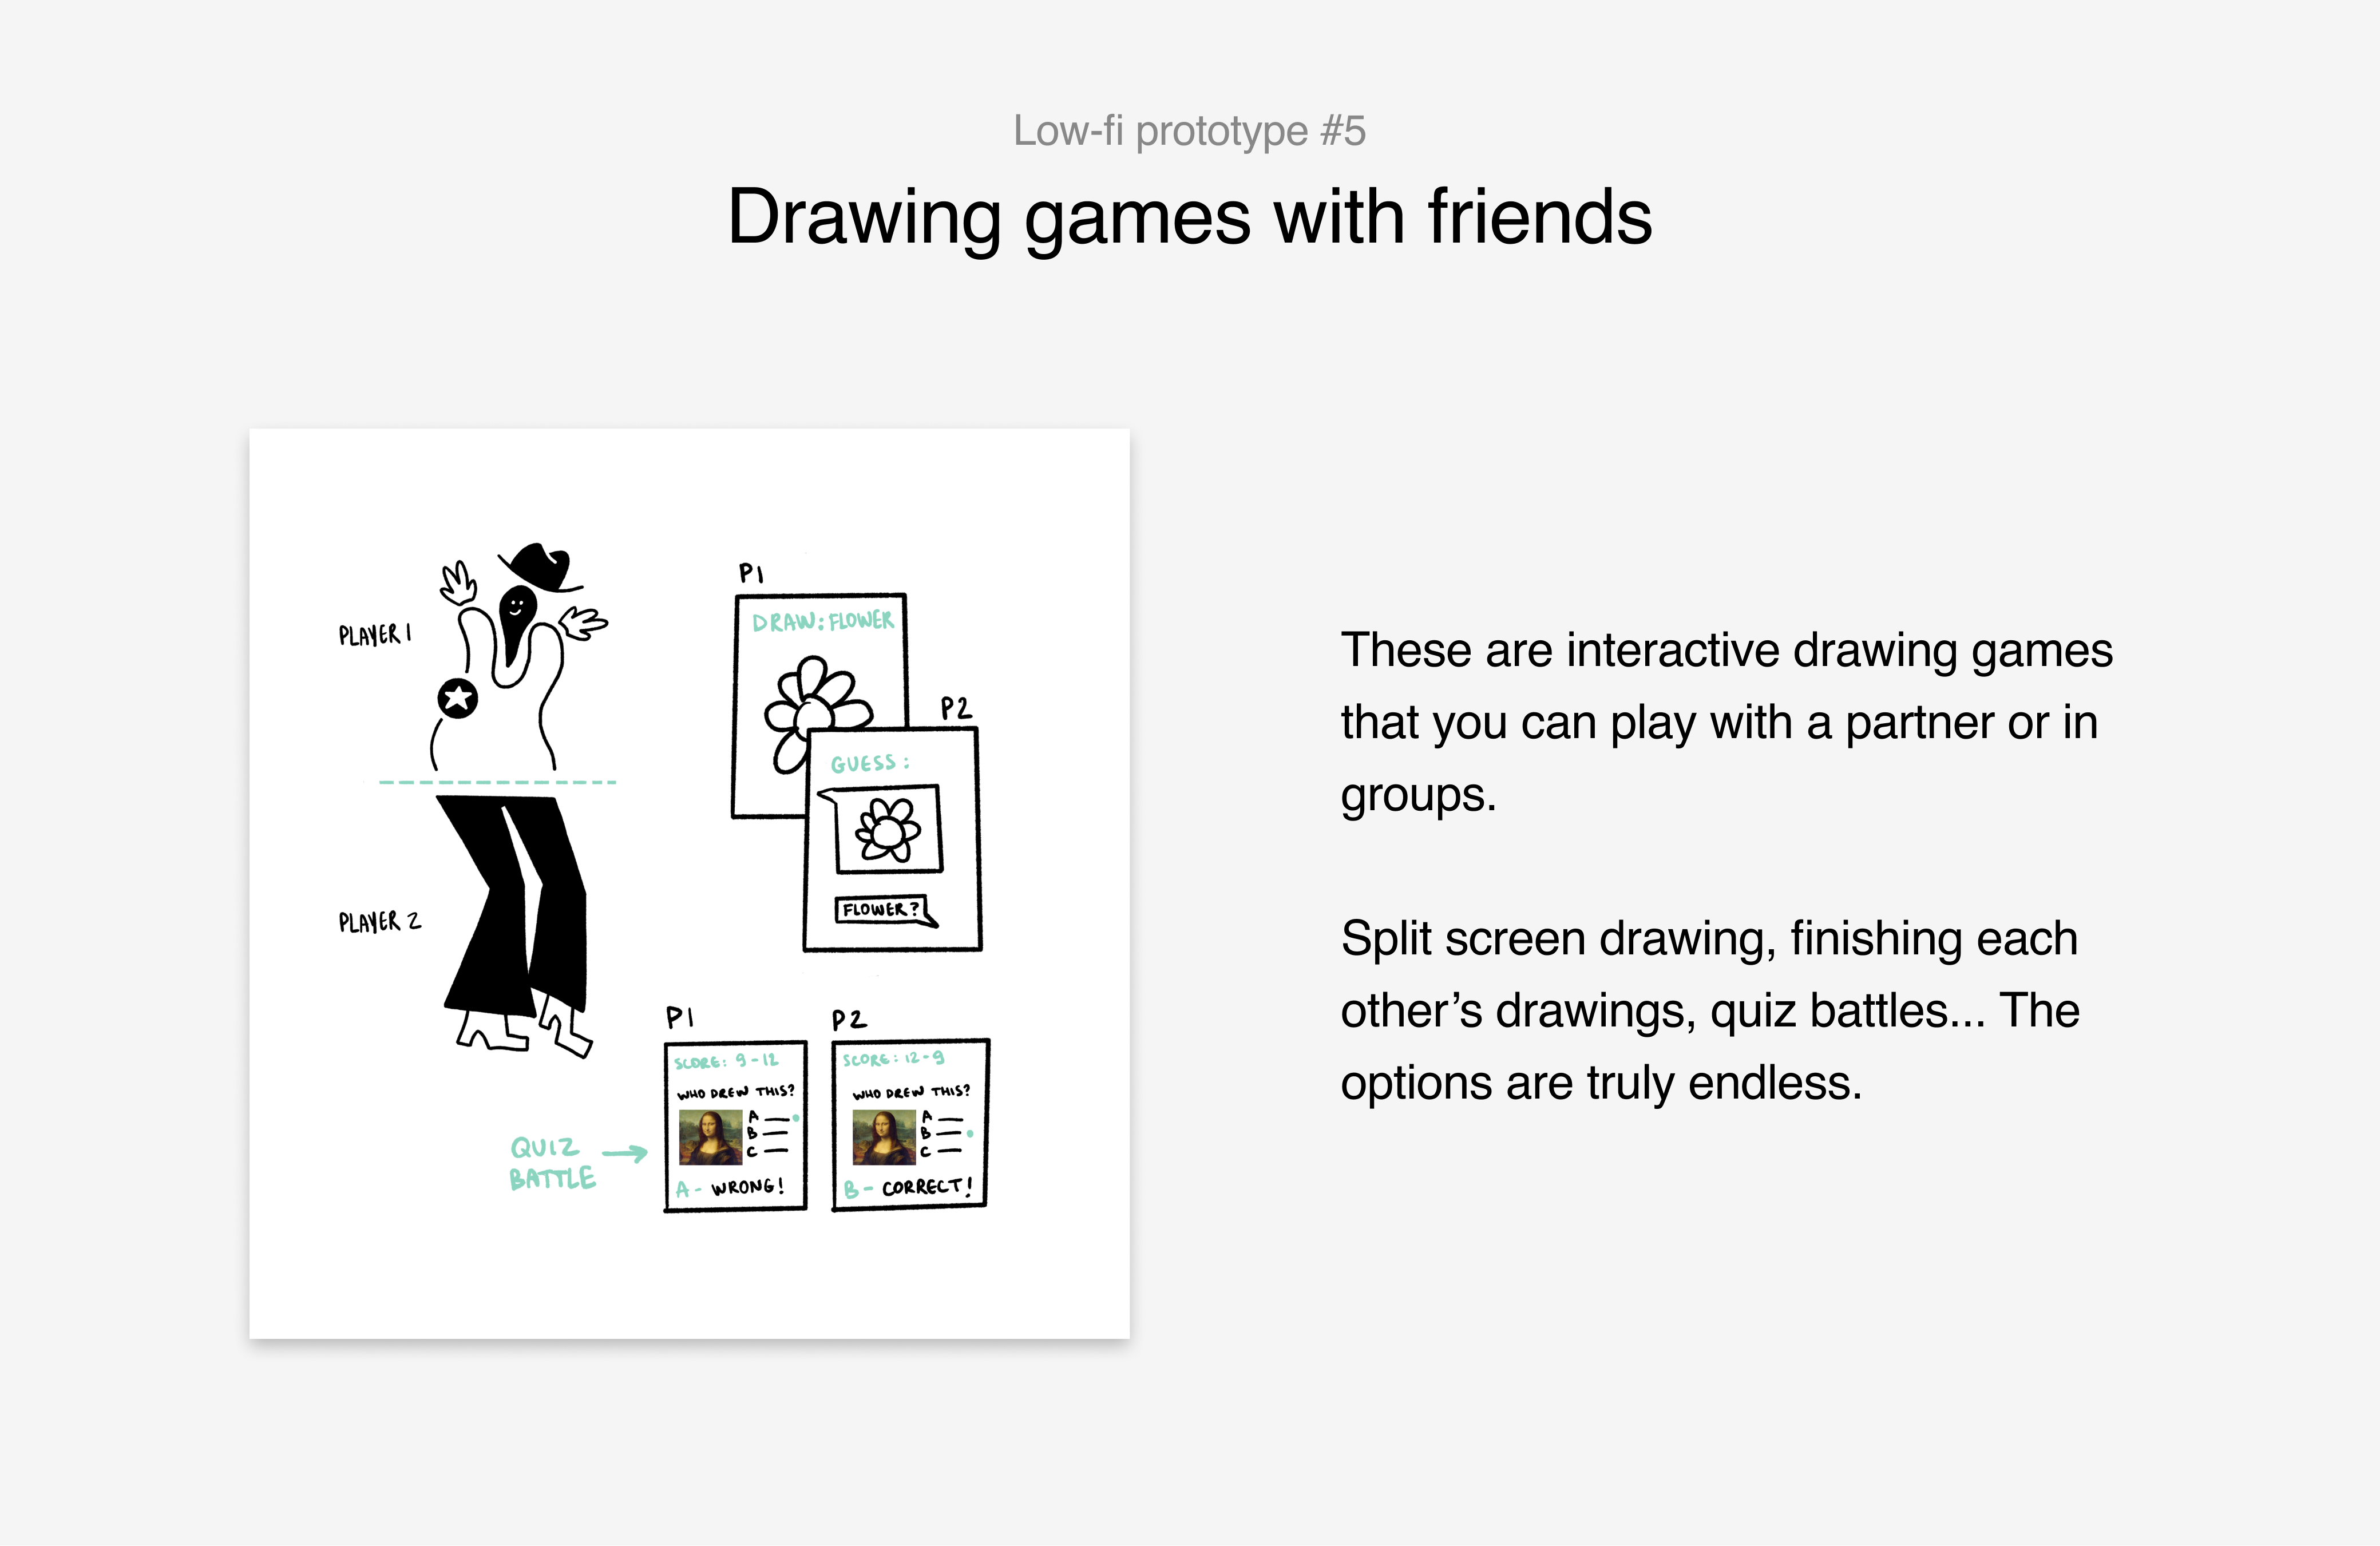 Low-fi prototype #5
Drawing games with friends
PLAYER 1
PLAYER 2
P1
DRAW: FLOWER
P2
GUESS:
FLOWER?
QUIZ
BATTLE
P1
SCORE: 9-12
WHO DREW THIS?
A
B
C
A- WRONG!
P2
SCORE: 12-9
WHO DREW THIS?
A
B
C
B- CORRECT!
These are interactive drawing games
that you can play with a partner or in
groups.
Split screen drawing, finishing each
other’s drawings, quiz battles... The
options are truly endless.